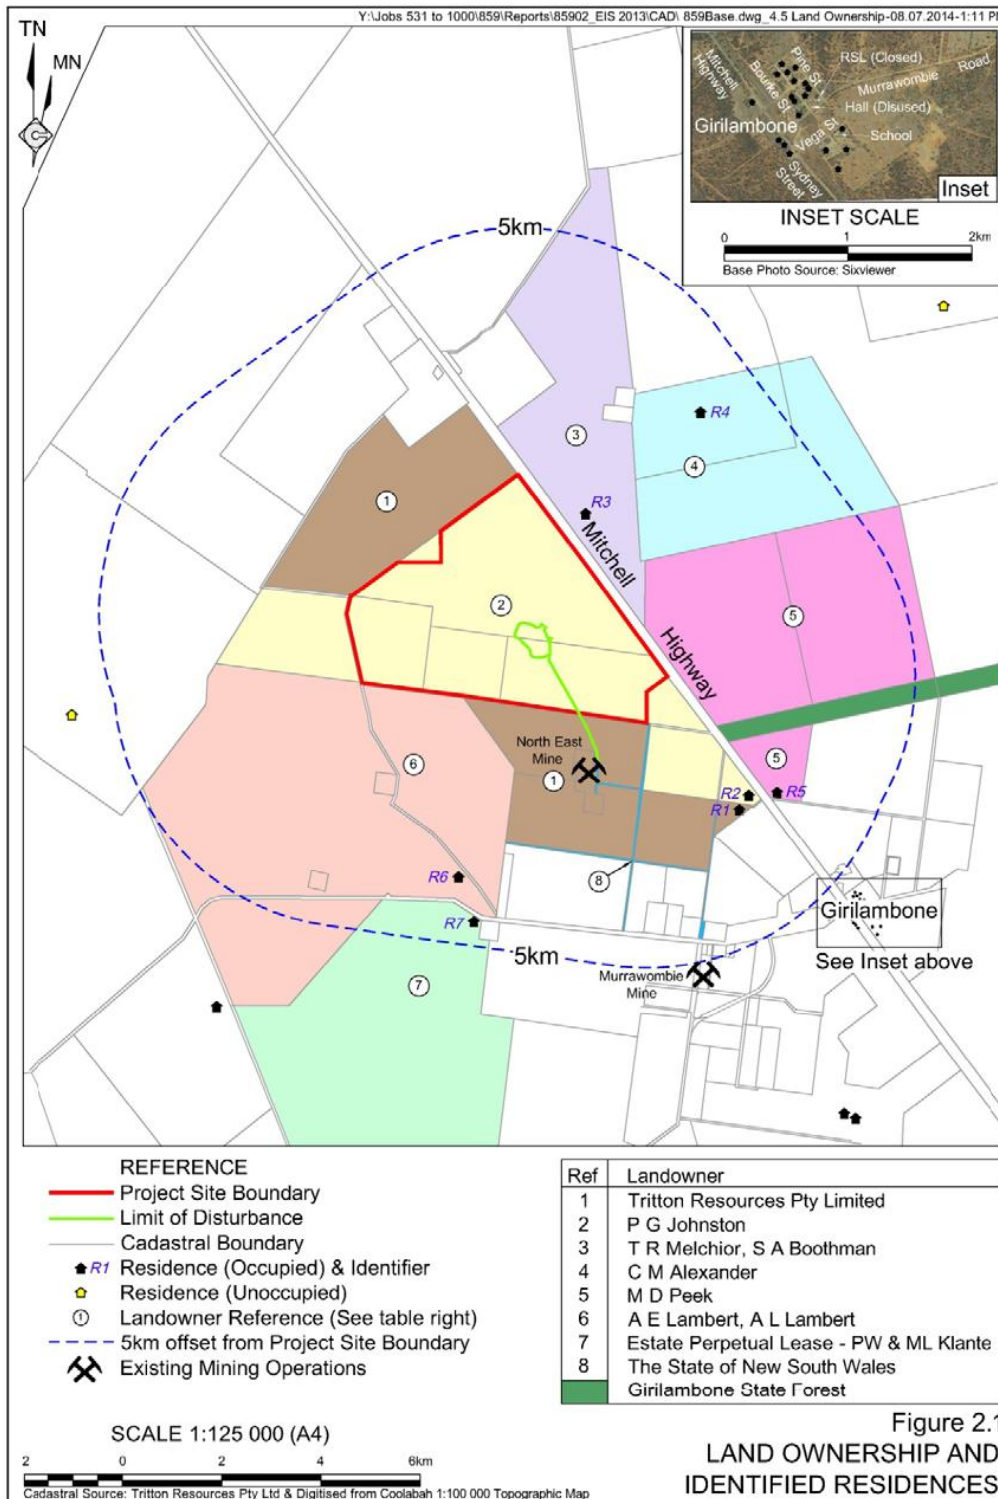 Y:\Jobs 531 to 1000\859\Reports\85902_EIS 2013\CAD\ 859Base.dwg_4.5 Land Ownership-08.07.2014-1:11 P
TN
MN
Mitchell
Highway
Pine St
Bourke St
RSL (Closed)
Murrawombie
Road
Hall (Disused)
Girilambone
Vega St
School
Sydney
Street
Inset
INSET SCALE
0 1 2km
Base Photo Source: Sixviewer
5km
R4
3
4
1
R3
Mitchell
2
5
Highway
North East
Mine
6
1
5
R2
R5
R1
R6
8
Girilambone
R7
5km
See Inset above
Murrawombie
Mine
7
REFERENCE
Project Site Boundary
Limit of Disturbance
Cadastral Boundary
R1 Residence (Occupied) & Identifier
Residence (Unoccupied)
1 Landowner Reference (See table right)
5km offset from Project Site Boundary
Existing Mining Operations
Ref Landowner
1 Tritton Resources Pty Limited
2 P G Johnston
3 T R Melchior, S A Boothman
4 C M Alexander
5 M D Peek
6 A E Lambert, A L Lambert
7 Estate Perpetual Lease - PW & ML Klante
8 The State of New South Wales
Girilambone State Forest
SCALE 1:125 000 (A4)
2 0 2 4 6km
Cadastral Source: Tritton Resources Pty Ltd & Digitised from Coolabah 1:100 000 Topographic Map
Figure 2.1
LAND OWNERSHIP AND
IDENTIFIED RESIDENCES